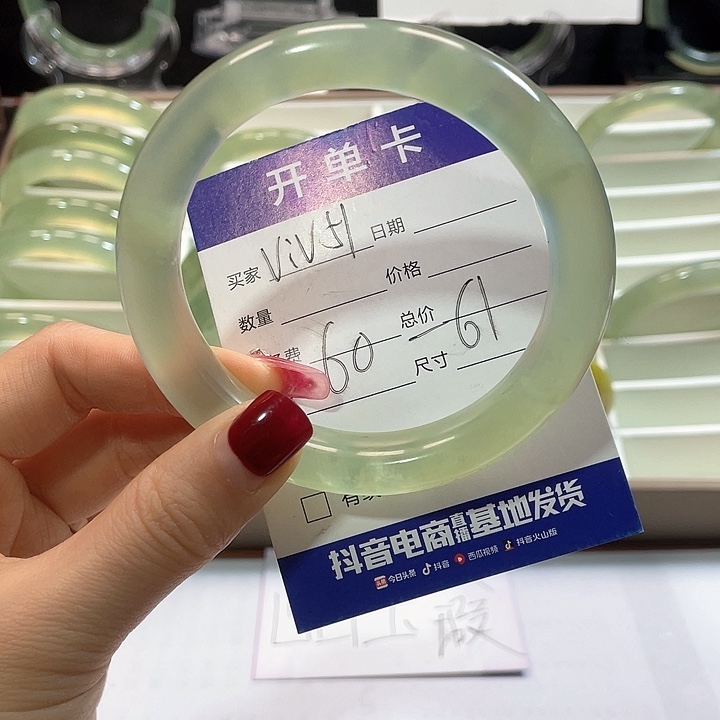 开单卡
买家 ViV 日期
数量 价格
费 60 总价 61
尺寸
抖音电商直播基地发货
今日头条 抖音 西瓜视频 抖音火山版